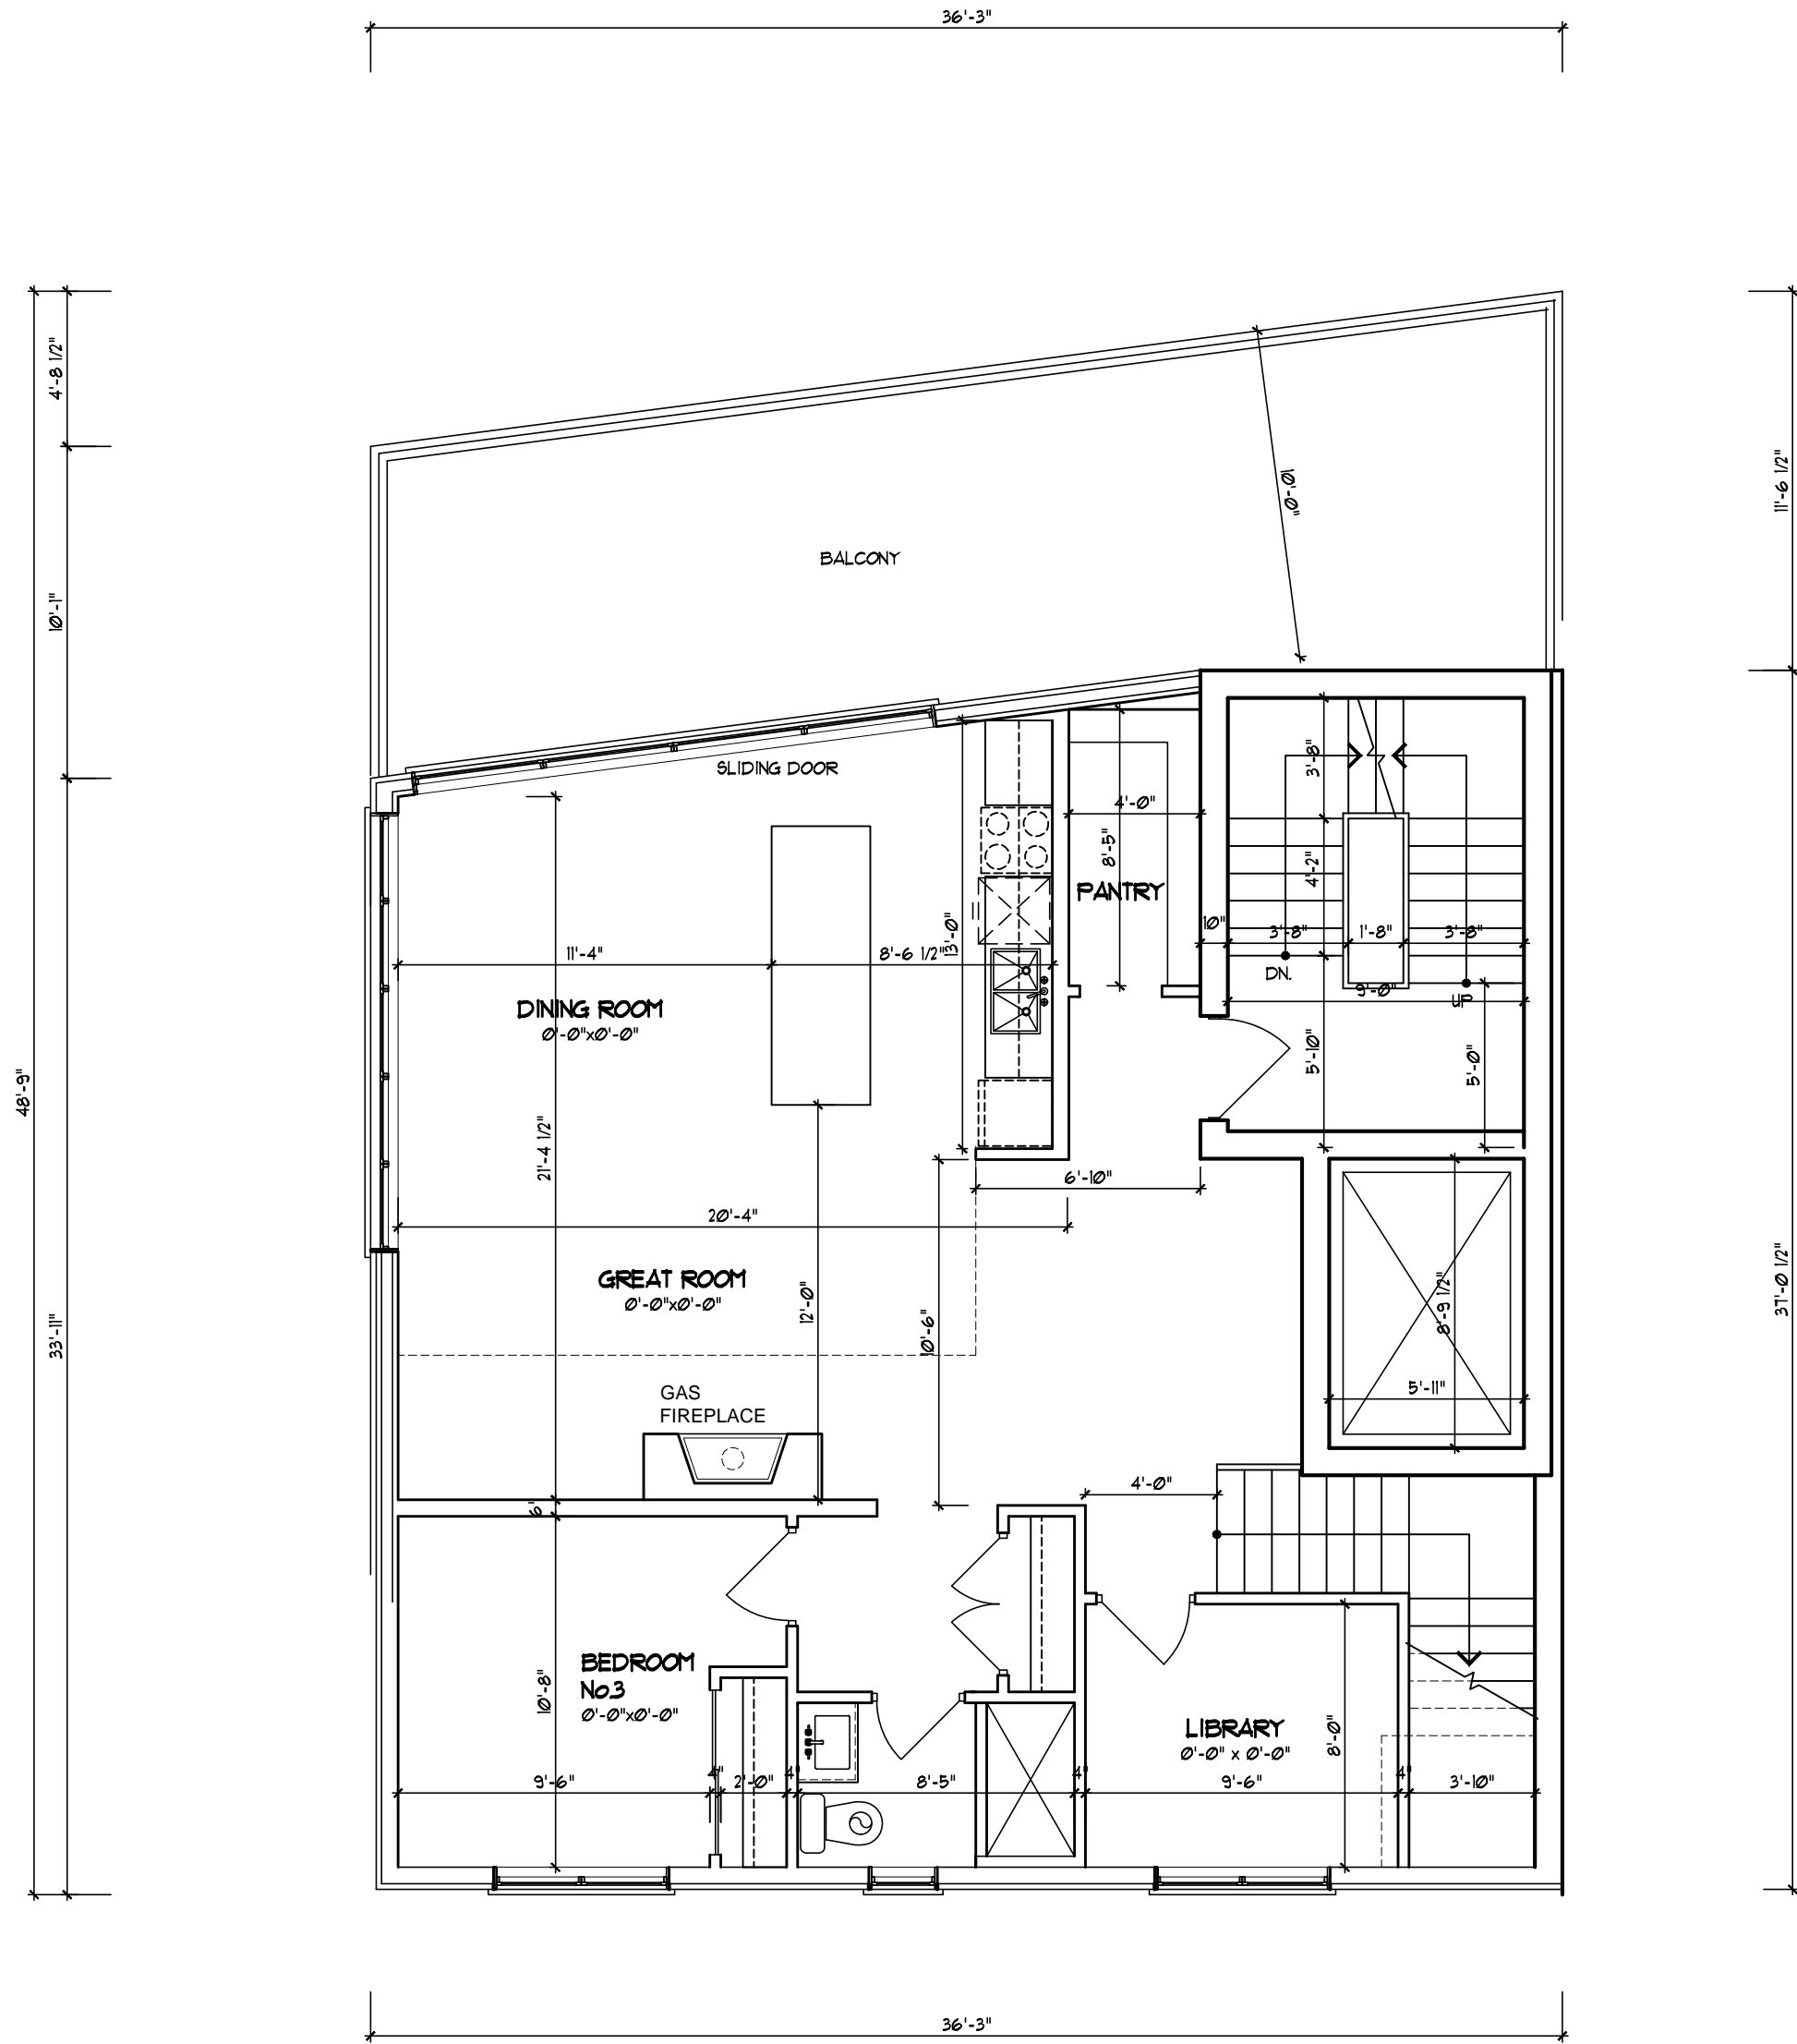 36'-3"
4'-8 1/2"
11'-6 1/2"
10'-0"
BALCONY
10'-1"
SLIDING DOOR
3'-8"
4'-0"
8'-5"
4'-2"
PANTRY
10"
3'-8"
1'-8"
3'-8"
11'-4"
8'-6 1/2"
13'-0"
DN.
9'-0"
UP
DINING ROOM
0'-0"x0'-0"
5'-10"
5'-0"
48'-9"
21'-4 1/2"
6'-10"
20'-4"
GREAT ROOM
0'-0"x0'-0"
12'-0"
10'-6"
8'-9 1/2"
37'-0 1/2"
33'-11"
5'-11"
GAS
FIREPLACE
4'-0"
BEDROOM
No.3
0'-0"x0'-0"
10'-8"
LIBRARY
0'-0" x 0'-0"
8'-0"
9'-6"
4"
2'-0"
4"
8'-5"
4"
9'-6"
4"
3'-10"
36'-3"